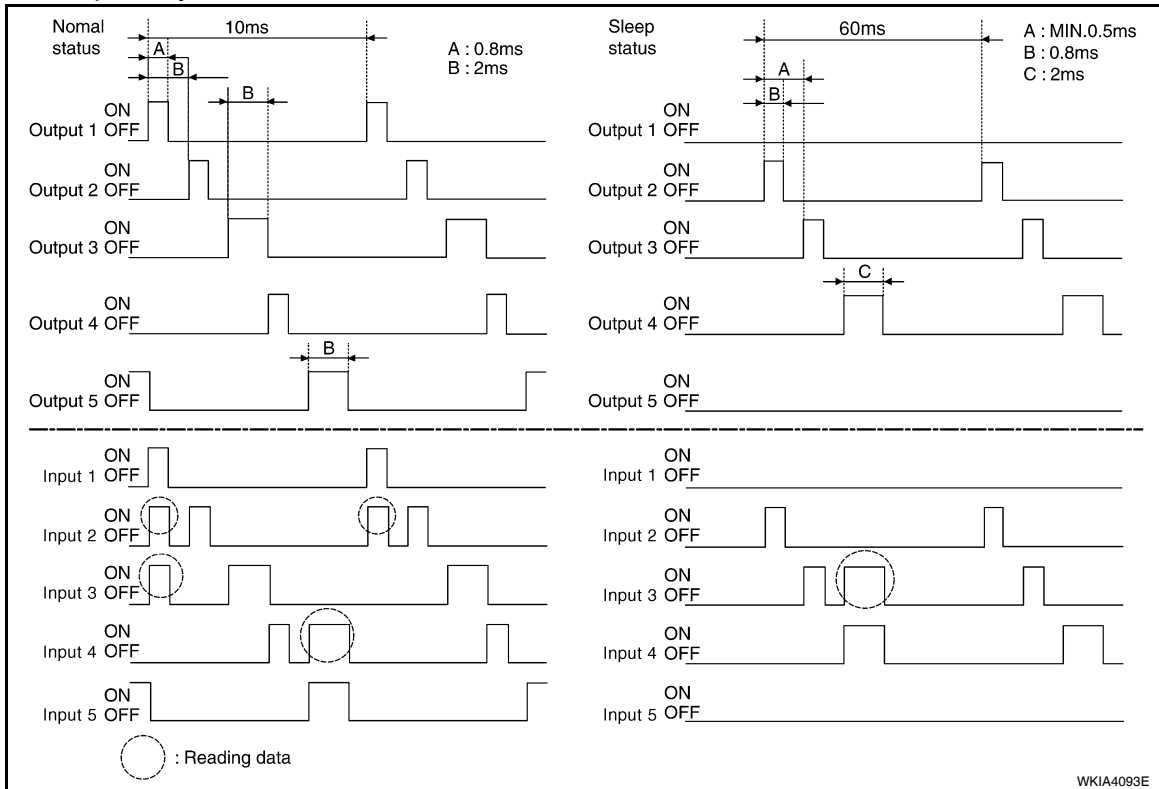 Nomal
status
10ms
A
B
B
A : 0.8ms
B : 2ms
ON
Output 1 OFF
ON
Output 2 OFF
ON
Output 3 OFF
ON
Output 4 OFF
B
ON
Output 5 OFF
Sleep
status
60ms
A
B
A : MIN.0.5ms
B : 0.8ms
C : 2ms
ON
Output 1 OFF
ON
Output 2 OFF
ON
Output 3 OFF
C
ON
Output 4 OFF
ON
Output 5 OFF
ON
Input 1 OFF
ON
Input 2 OFF
ON
Input 3 OFF
ON
Input 4 OFF
ON
Input 5 OFF
: Reading data
ON
Input 1 OFF
ON
Input 2 OFF
ON
Input 3 OFF
ON
Input 4 OFF
ON
Input 5 OFF
WKIA4093E